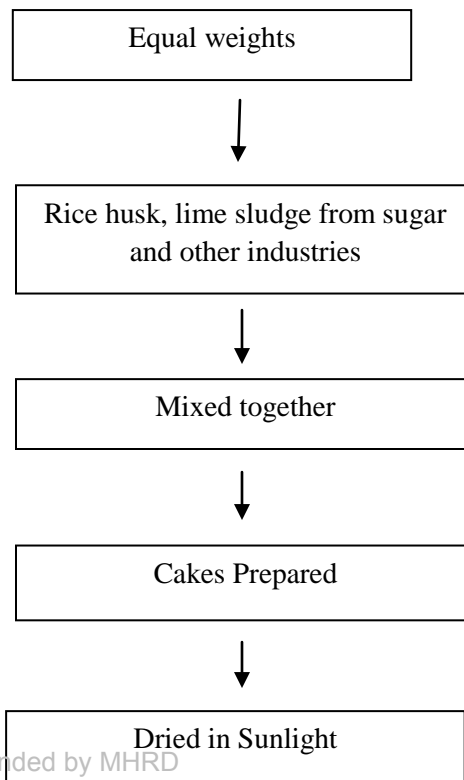 Equal weights
Rice husk, lime sludge from sugar
and other industries
Mixed together
Cakes Prepared
Dried in Sunlight
by MHRD